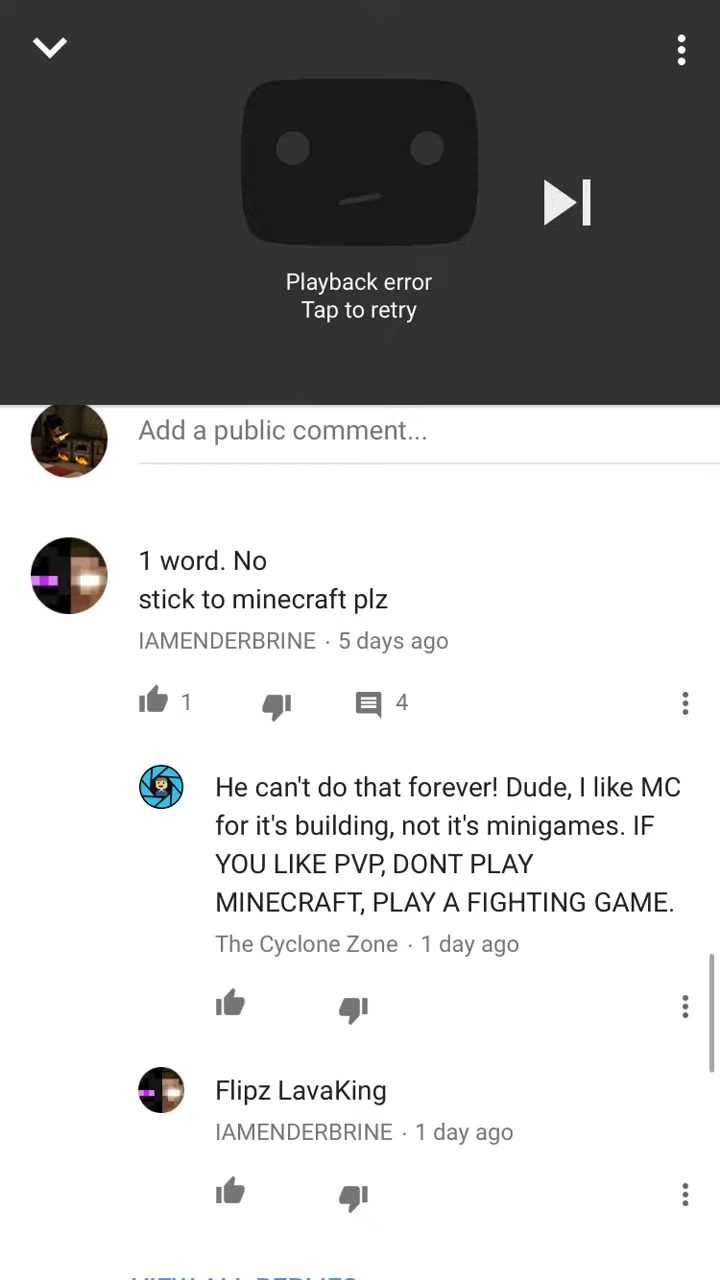 Playback error
Tap to retry
Add a public comment...
1 word. No
stick to minecraft plz
IAMENDERBRINE · 5 days ago
1
4
He can't do that forever! Dude, I like MC
for it's building, not it's minigames. IF
YOU LIKE PVP, DONT PLAY
MINECRAFT, PLAY A FIGHTING GAME.
The Cyclone Zone · 1 day ago
Flipz LavaKing
IAMENDERBRINE · 1 day ago
VIEW ALL REPLIES